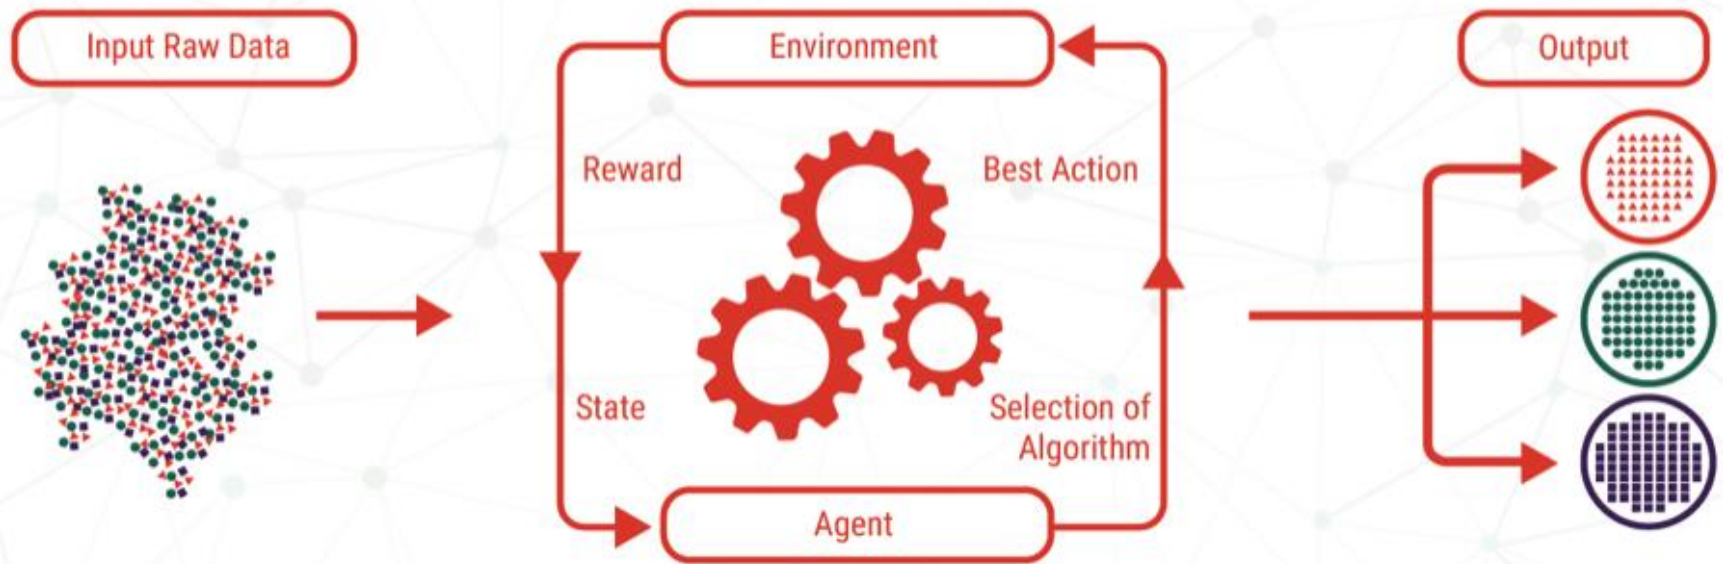 Input Raw Data
Environment
Output
Reward
Best Action
State
Selection of
Algorithm
Agent